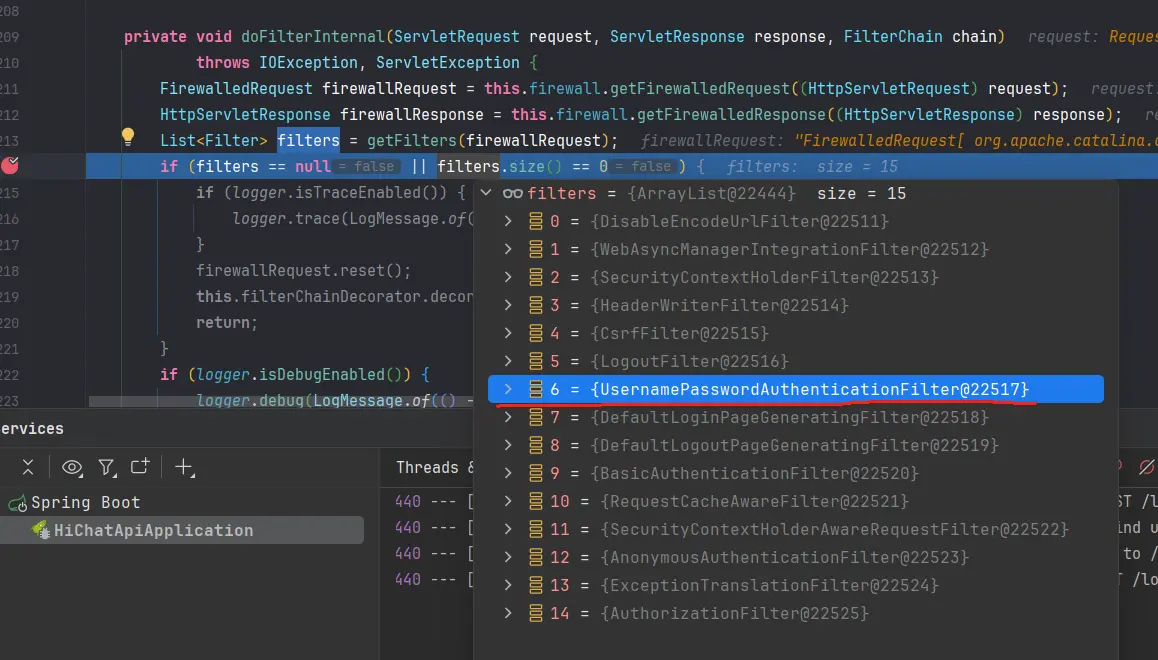 208
209 private void doFilterInternal(ServletRequest request, ServletResponse response, FilterChain chain) request: Reque
210 throws IOException, ServletException {
211 FirewalledRequest firewallRequest = this.firewall.getFirewalledRequest((HttpServletRequest) request); request:
212 HttpServletResponse firewallResponse = this.firewall.getFirewalledResponse((HttpServletResponse) response); re
213 List<Filter> filters = getFilters(firewallRequest); firewallRequest: "FirewalledRequest[ org.apache.catalina.
if (filters == null = false || filters.size() == 0 = false ) { filters: size = 15
215 if (logger.isTraceEnabled()) {
216 logger.trace(LogMessage.of(
217 }
218 firewallRequest.reset();
219 this.filterChainDecorator.decor
220 return;
221 }
222 if (logger.isDebugEnabled()) {
223 logger.debug(LogMessage.of(() -
filters = {ArrayList@22444} size = 15
0 = {DisableEncodeUrlFilter@22511}
1 = {WebAsyncManagerIntegrationFilter@22512}
2 = {SecurityContextHolderFilter@22513}
3 = {HeaderWriterFilter@22514}
4 = {CsrfFilter@22515}
5 = {LogoutFilter@22516}
6 = {UsernamePasswordAuthenticationFilter@22517}
7 = {DefaultLoginPageGeneratingFilter@22518}
8 = {DefaultLogoutPageGeneratingFilter@22519}
9 = {BasicAuthenticationFilter@22520}
10 = {RequestCacheAwareFilter@22521}
11 = {SecurityContextHolderAwareRequestFilter@22522}
12 = {AnonymousAuthenticationFilter@22523}
13 = {ExceptionTranslationFilter@22524}
14 = {AuthorizationFilter@22525}
ervices
Threads &
Spring Boot
HiChatApiApplication
440 --- [ ST /l
440 --- [ ind u
440 --- [ to /
440 --- [ T /lo